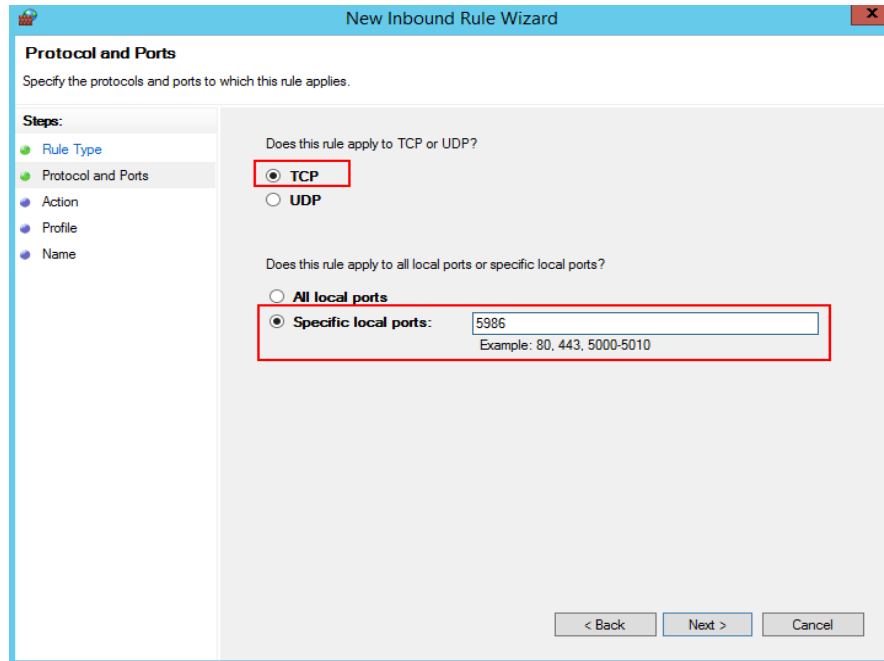 New Inbound Rule Wizard
x
Protocol and Ports
Specify the protocols and ports to which this rule applies.
Steps:
Rule Type
Protocol and Ports
Action
Profile
Name
Does this rule apply to TCP or UDP?
TCP
UDP
Does this rule apply to all local ports or specific local ports?
All local ports
Specific local ports: 5986
Example: 80, 443, 5000-5010
< Back Next > Cancel